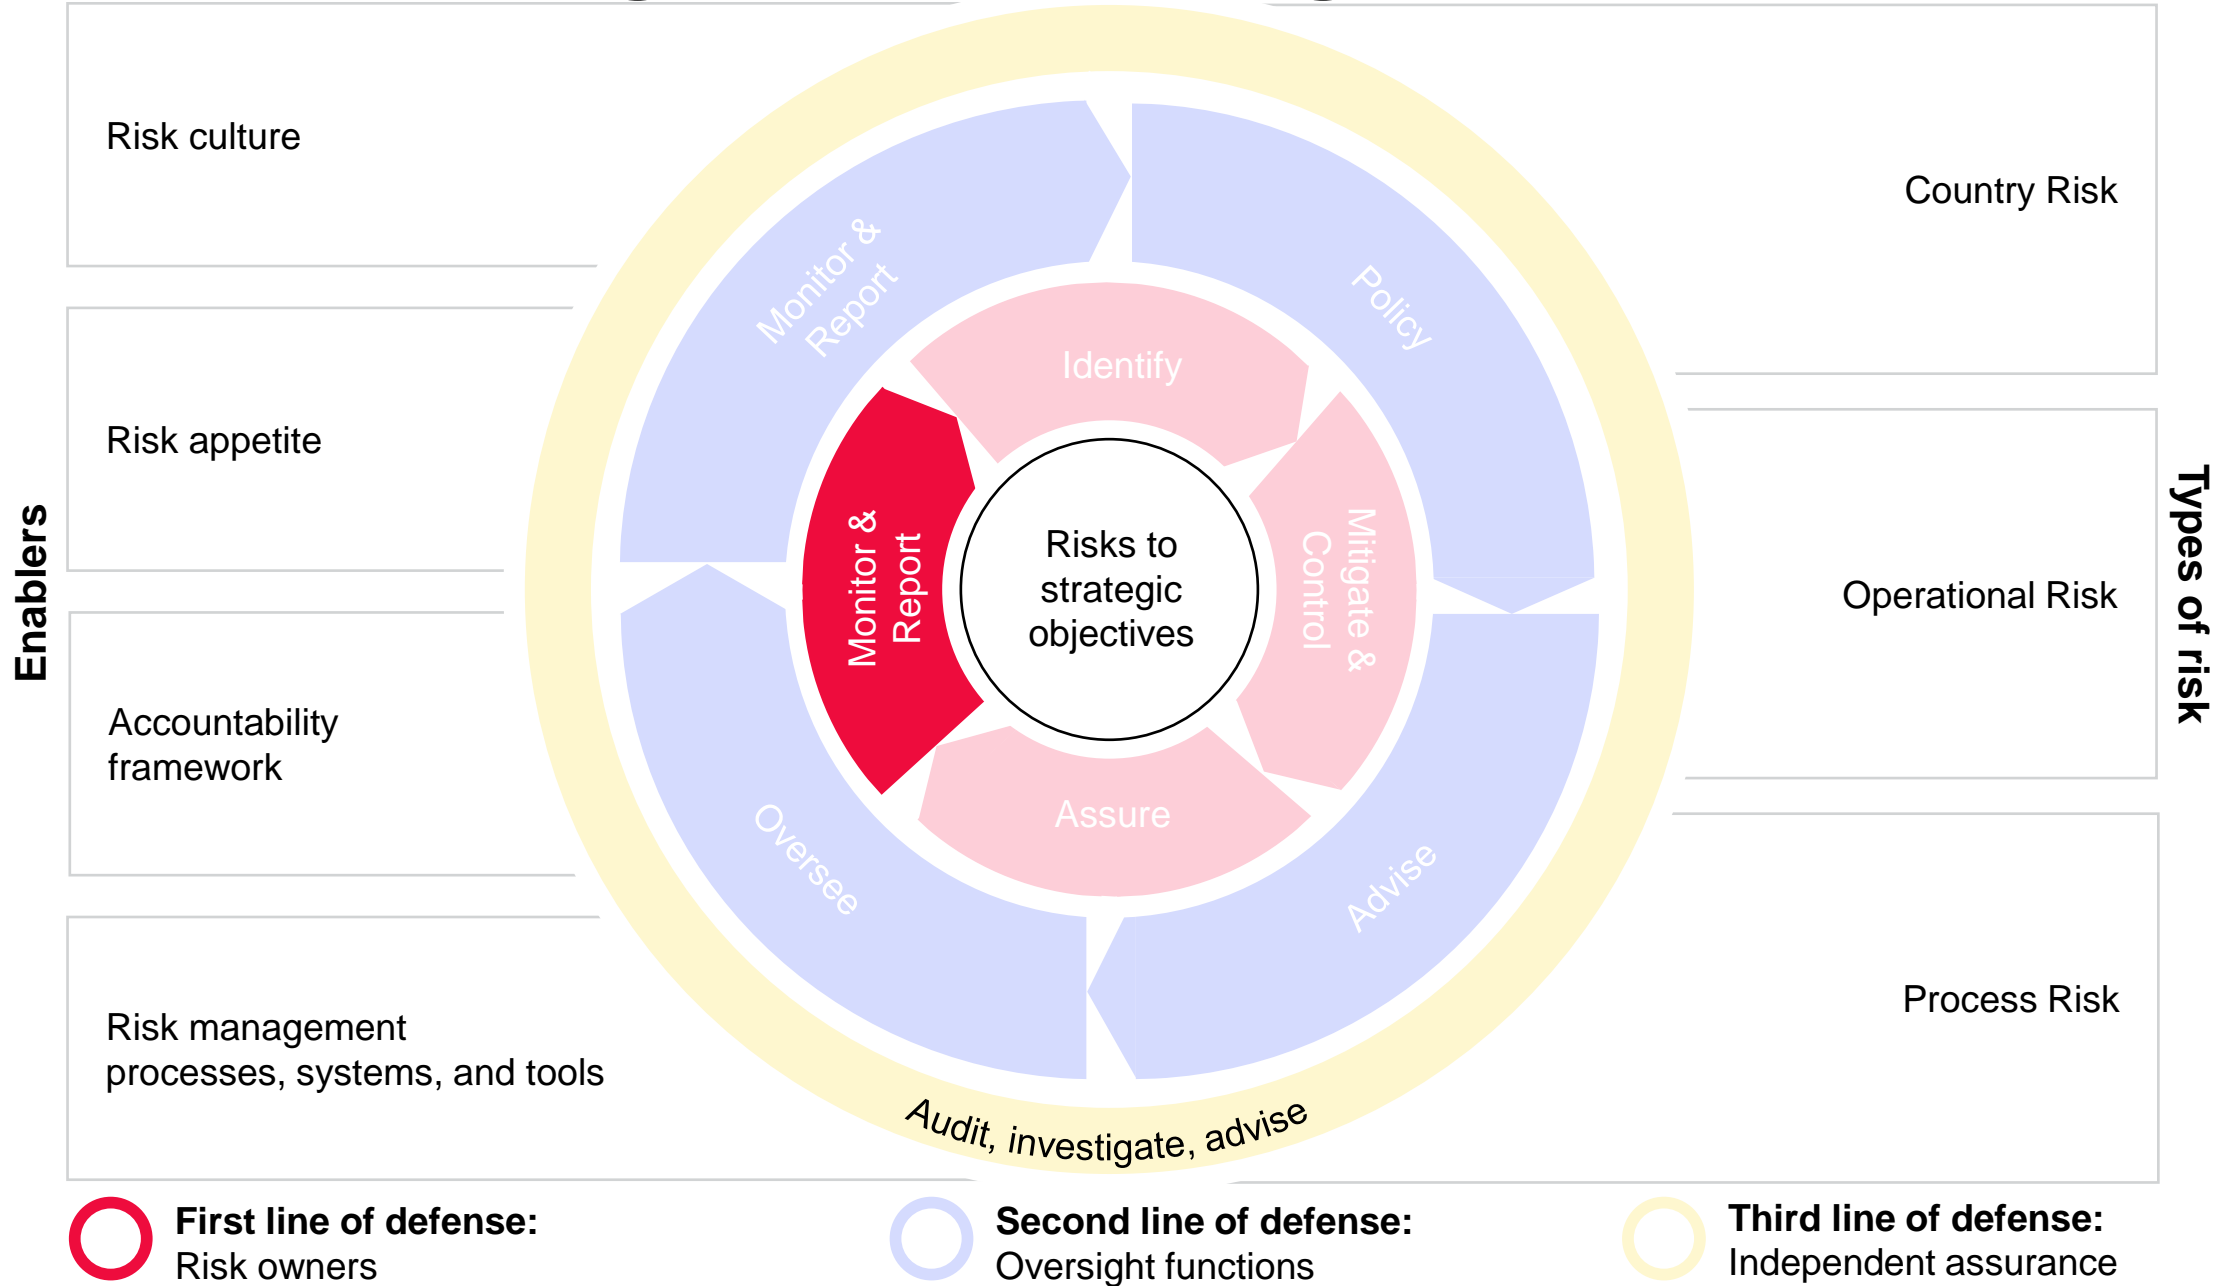 Enablers
Risk culture
Risk appetite
Accountability
framework
Risk management
processes, systems, and tools
Monitor &
Report
Policy
Advise
Oversee
Identify
Mitigate &
Control
Assure
Monitor &
Report
Risks to
strategic
objectives
Audit, investigate, advise
Country Risk
Operational Risk
Process Risk
Types of risk
First line of defense:
Risk owners
Second line of defense:
Oversight functions
Third line of defense:
Independent assurance